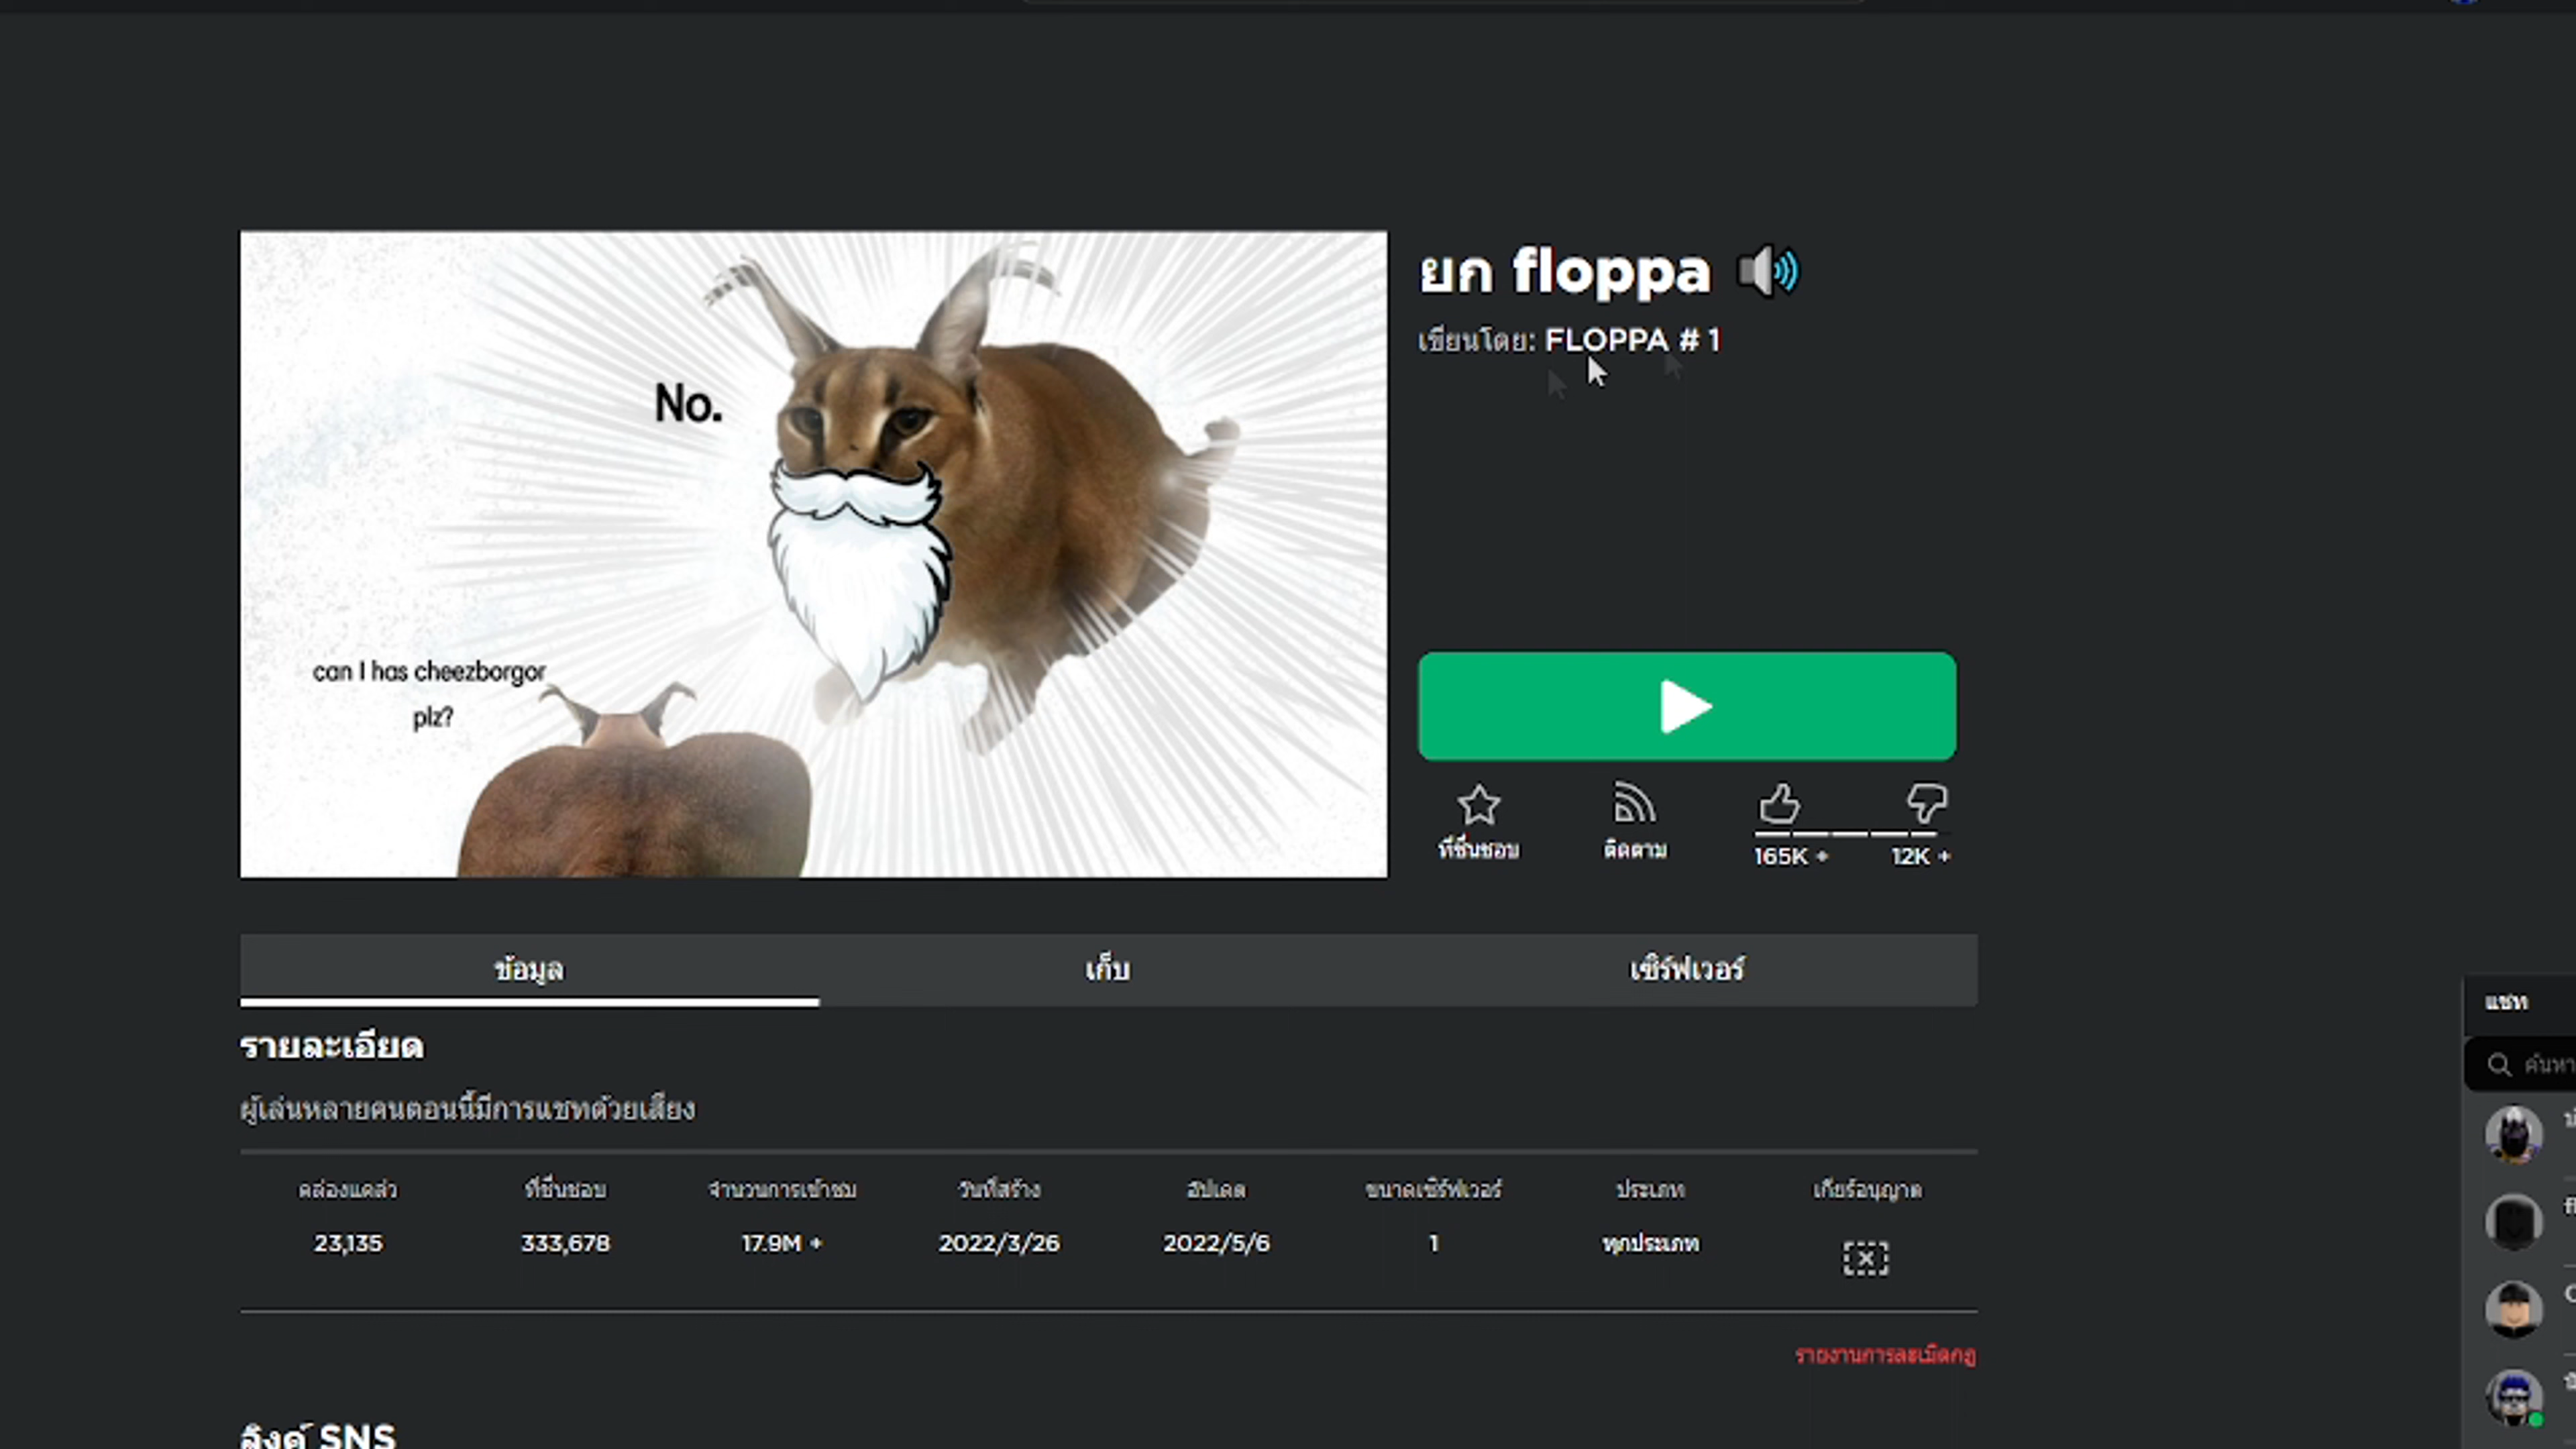 ยก floppa
เขียนโดย: FLOPPA # 1
No.
can I has cheezborgor
plz?
ที่ชื่นชอบ
ติดตาม
165K +
12K +
ข้อมูล
เก็บ
เซิร์ฟเวอร์
รายละเอียด
ผู้เล่นหลายคนตอนนี้มีการแชทด้วยเสียง
คล่องแคล่ว ที่ชื่นชอบ จำนวนการเข้าชม วันที่สร้าง อัปเดต ขนาดเซิร์ฟเวอร์ ประเภท เกียร์อนุญาต
23,135 333,678 17.9M + 2022/3/26 2022/5/6 1 ทุกประเภท
รายงานการละเมิดกฎ
ลิงค์ SNS
แชท
ค้นหา